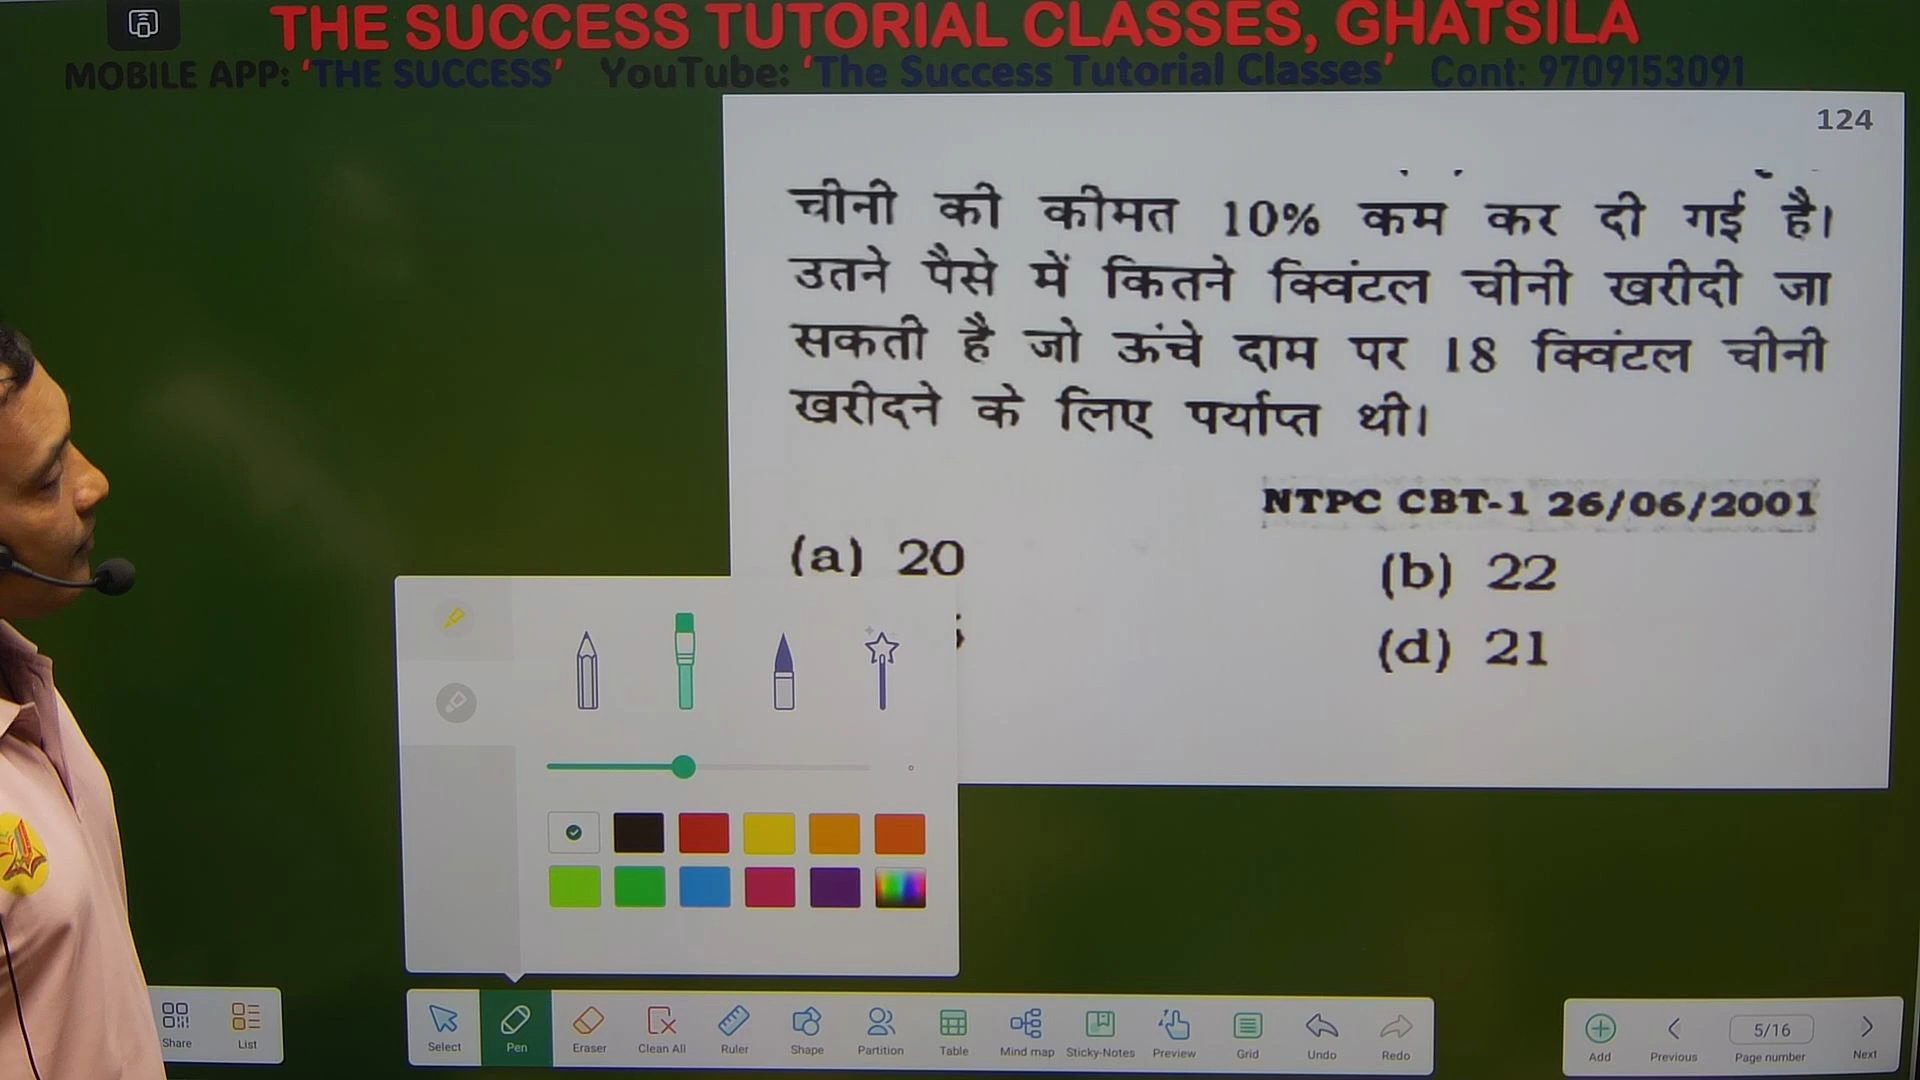 THE SUCCESS TUTORIAL CLASSES, GHATSILA
MOBILE APP: ‘THE SUCCESS’ YouTube: ‘The Success Tutorial Classes’ Cont: 9709153091
124
चीनी की कीमत 10% कम कर दी गई है।
उतने पैसे में कितने क्विंटल चीनी खरीदी जा
सकती है जो ऊंचे दाम पर 18 क्विंटल चीनी
खरीदने के लिए पर्याप्त थी।
NTPC CBT-1 26/06/2001
(a) 20 (b) 22
(d) 21
Share List
Select Pen Eraser Clean All Ruler Shape Partition Table Mind map Sticky-Notes Preview Grid Undo Redo
Add Previous 5/16 Page number Next